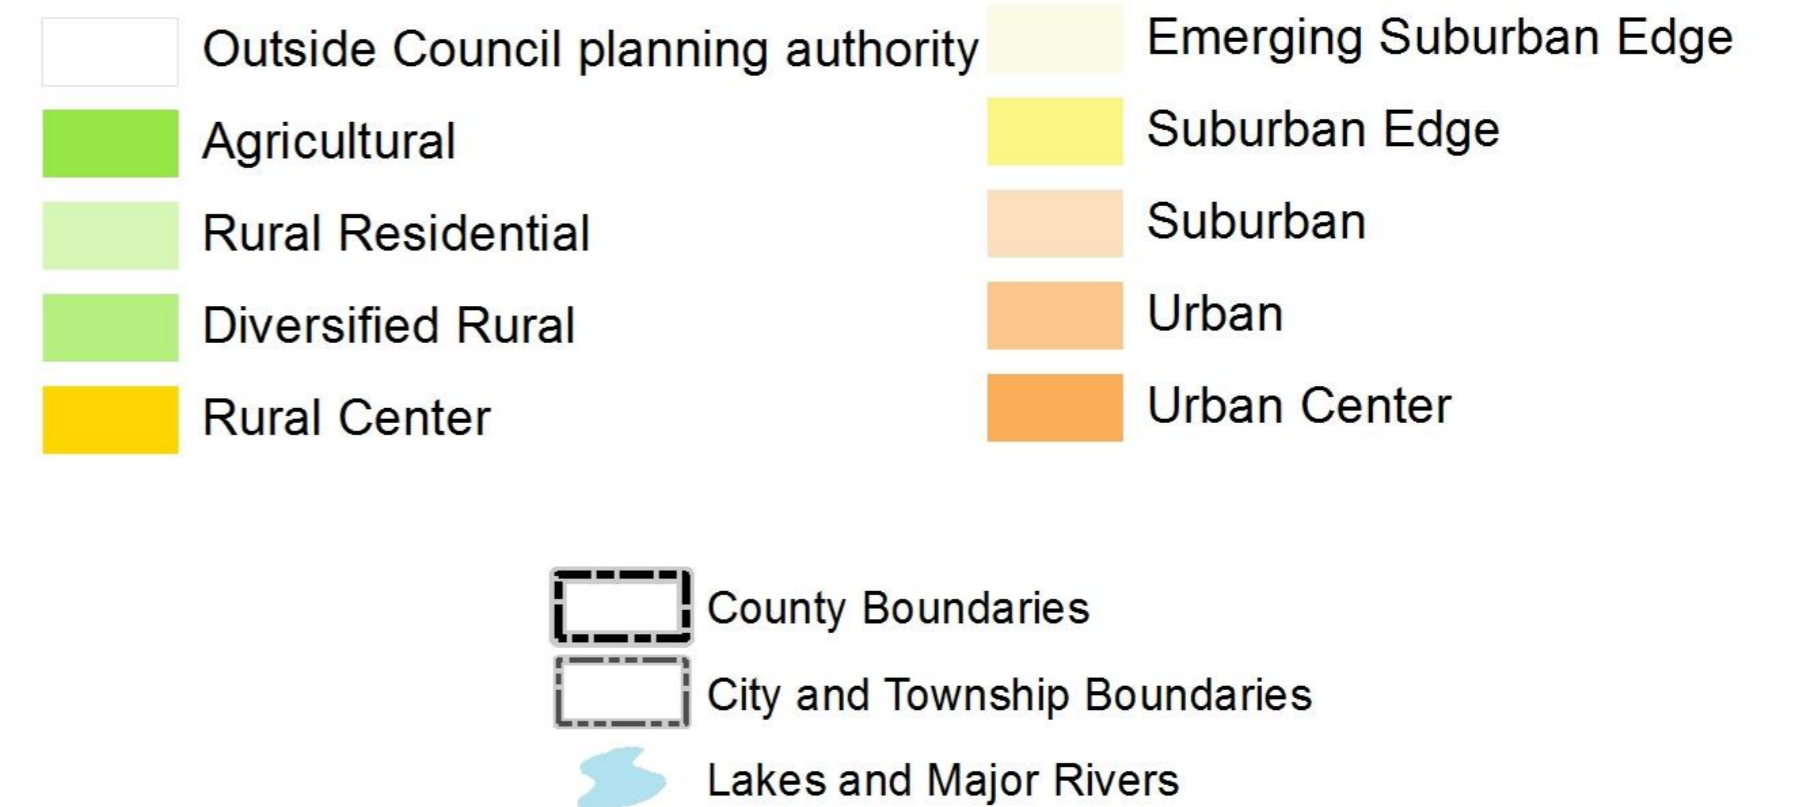 Outside Council planning authority
Agricultural
Rural Residential
Diversified Rural
Rural Center
Emerging Suburban Edge
Suburban Edge
Suburban
Urban
Urban Center
County Boundaries
City and Township Boundaries
Lakes and Major Rivers